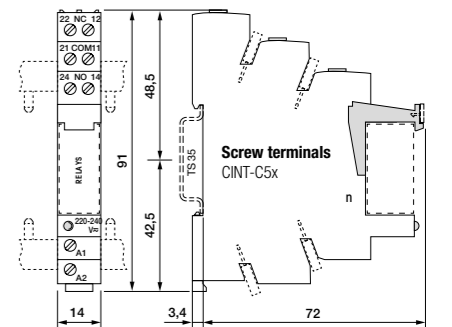 22 NC 12
21 COM11
24 NO 14
RELAYS
220-240
V≂
A1
A2
14
91
48,5
42,5
TS 35
Screw terminals
CINT-C5x
n
3,4
72